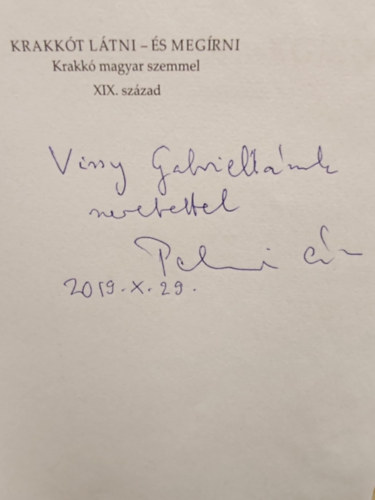 KRAKKÓT LÁTNI – ÉS MEGÍRNI
Krakkó magyar szemmel
XIX. század
Vissy Gabriellának
szeretettel
2019. X. 29.